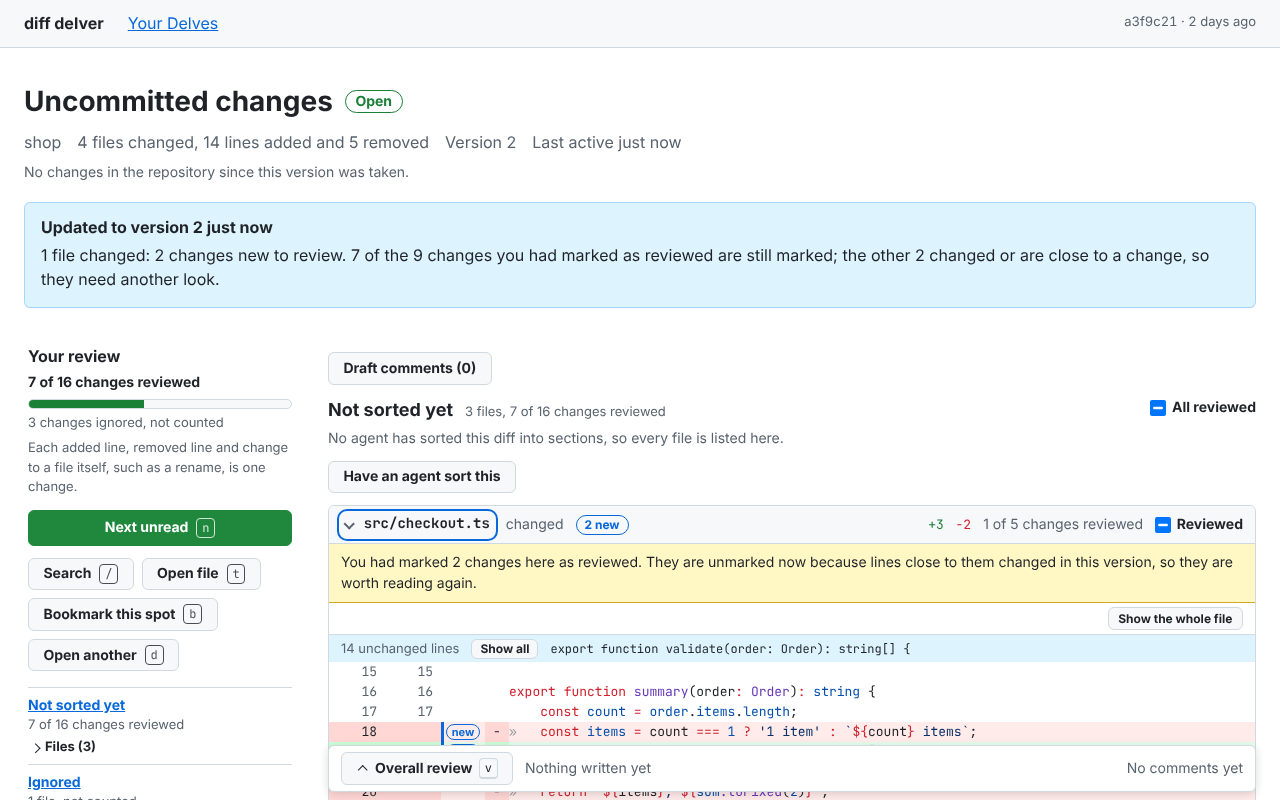 diff delver Your Delves a3f9c21 · 2 days ago
Uncommitted changes Open
shop 4 files changed, 14 lines added and 5 removed Version 2 Last active just now
No changes in the repository since this version was taken.
Updated to version 2 just now
1 file changed: 2 changes new to review. 7 of the 9 changes you had marked as reviewed are still marked; the other 2 changed or are close to a change, so
they need another look.
Your review
7 of 16 changes reviewed
3 changes ignored, not counted
Each added line, removed line and change
to a file itself, such as a rename, is one
change.
Next unread n
Search / Open file t
Bookmark this spot b
Open another d
Not sorted yet
7 of 16 changes reviewed
Files (3)
Ignored
Draft comments (0)
Not sorted yet 3 files, 7 of 16 changes reviewed All reviewed
No agent has sorted this diff into sections, so every file is listed here.
Have an agent sort this
src/checkout.ts changed 2 new +3 -2 1 of 5 changes reviewed Reviewed
You had marked 2 changes here as reviewed. They are unmarked now because lines close to them changed in this version, so they are
worth reading again.
Show the whole file
14 unchanged lines Show all export function validate(order: Order): string[] {
15 15
16 16 export function summary(order: Order): string {
17 17 const count = order.items.length;
18 new - » const items = count === 1 ? '1 item' : `${count} items`;
Overall review v Nothing written yet No comments yet